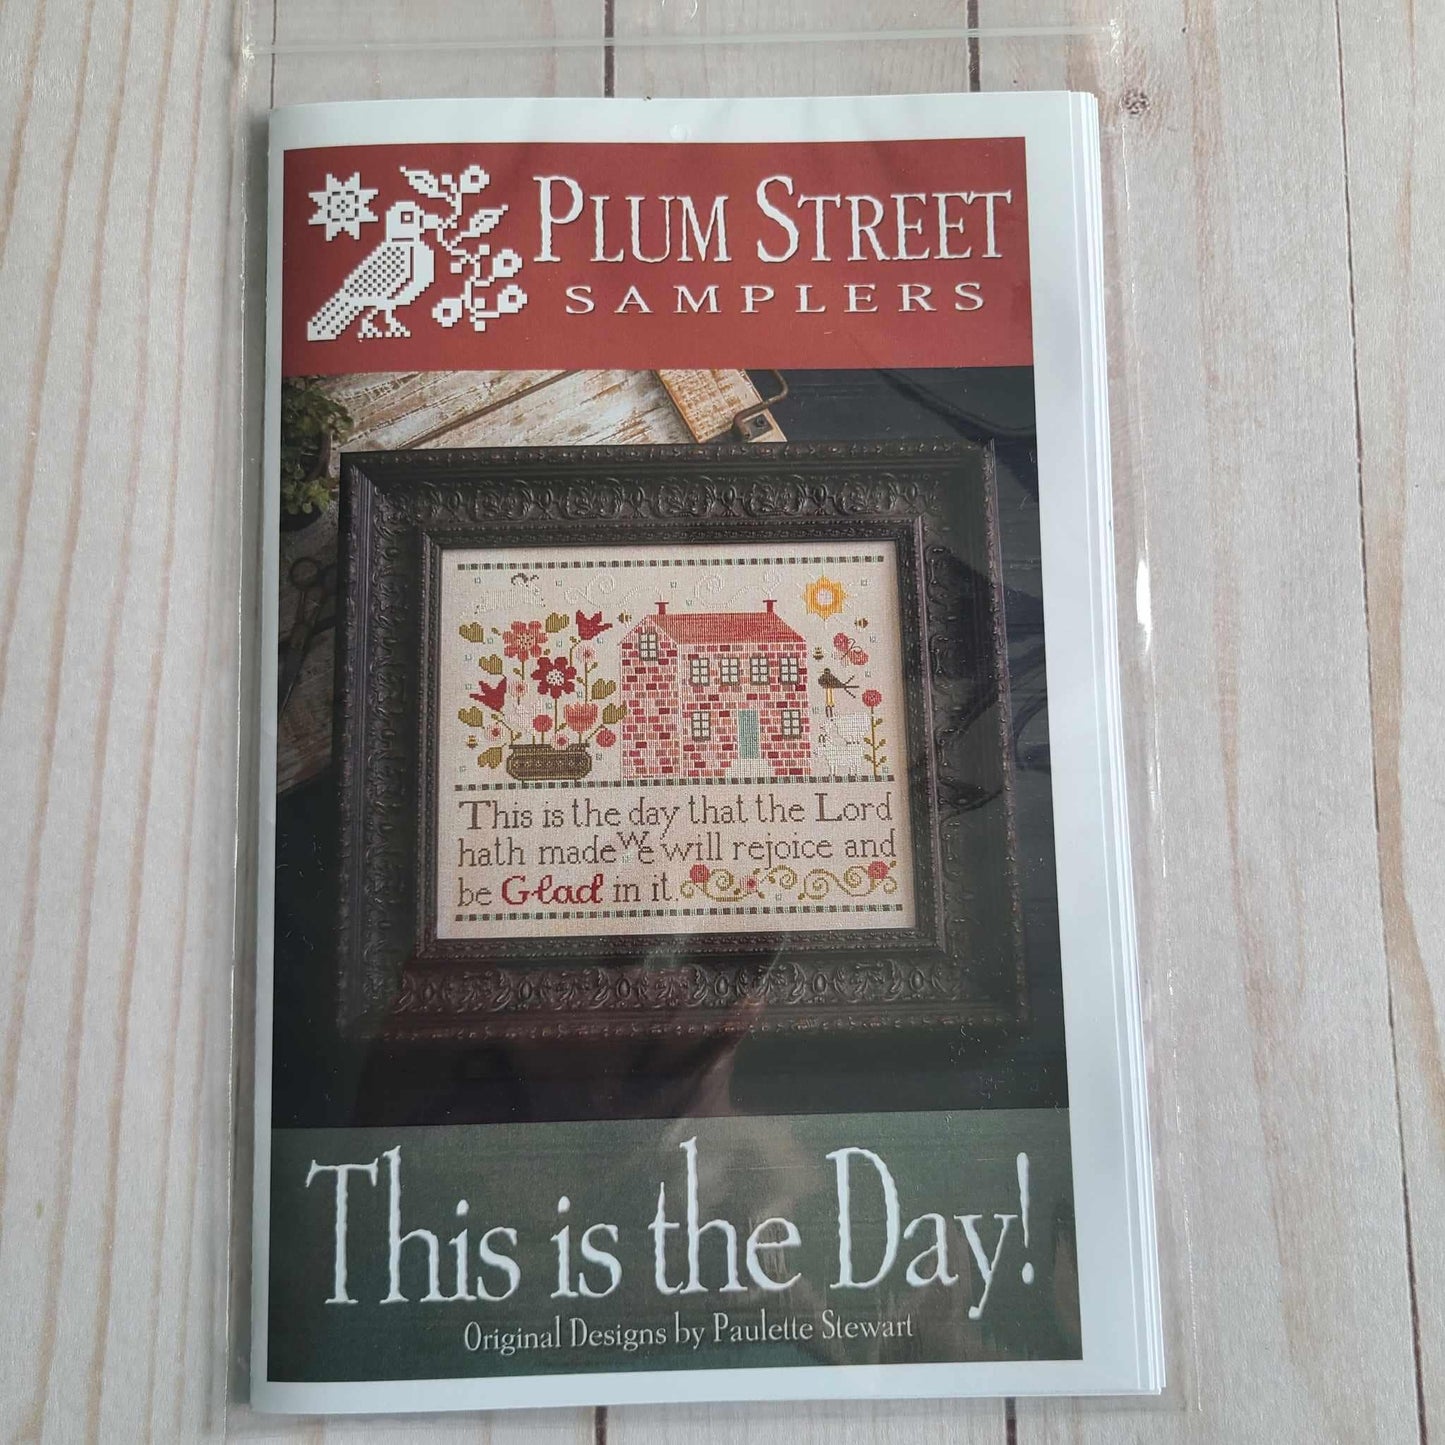 PLUM STREET
SAMPLERS
This is the day that the Lord
hath made We will rejoice and
be Glad in it.
This is the Day!
Original Designs by Paulette Stewart